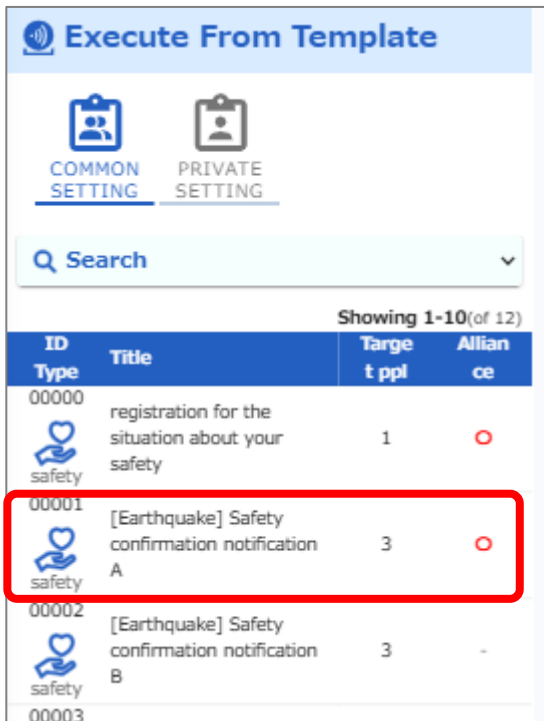 Execute From Template
COMMON SETTING
PRIVATE SETTING
Search
Showing 1-10(of 12)
ID Type Title Targe t ppl Allian ce
00000
registration for the
situation about your
safety
1 O
safety
00001
[Earthquake] Safety
confirmation notification
A
3 O
safety
00002
[Earthquake] Safety
confirmation notification
B
3 -
safety
00003